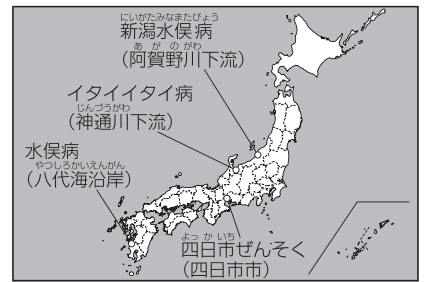 にいがたみなまたびょう
新潟水俣病
あがのがわ
(阿賀野川下流)
イタイイタイ病
じんづうがわ
(神通川下流)
水俣病
やつしろかいえんがん
(八代海沿岸)
よっかいち
四日市ぜんそく
(四日市市)